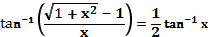 tan⁻¹((√(1 + x²) − 1)/x) = 1/2 tan⁻¹ x